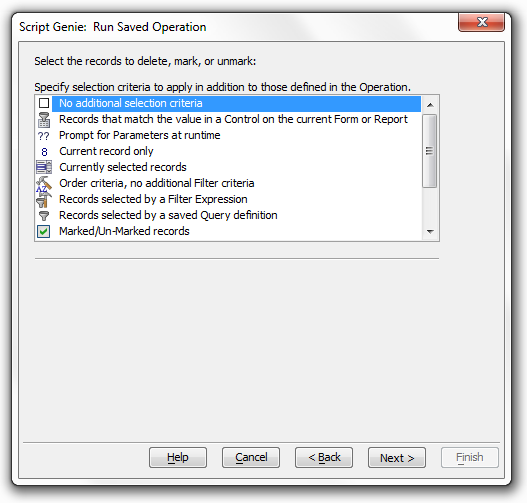 Script Genie: Run Saved Operation
Select the records to delete, mark, or unmark:
Specify selection criteria to apply in addition to those defined in the Operation.
No additional selection criteria
Records that match the value in a Control on the current Form or Report
?? Prompt for Parameters at runtime
8 Current record only
Currently selected records
AZ Order criteria, no additional Filter criteria
Records selected by a Filter Expression
Records selected by a saved Query definition
Marked/Un-Marked records
Help Cancel < Back Next > Finish